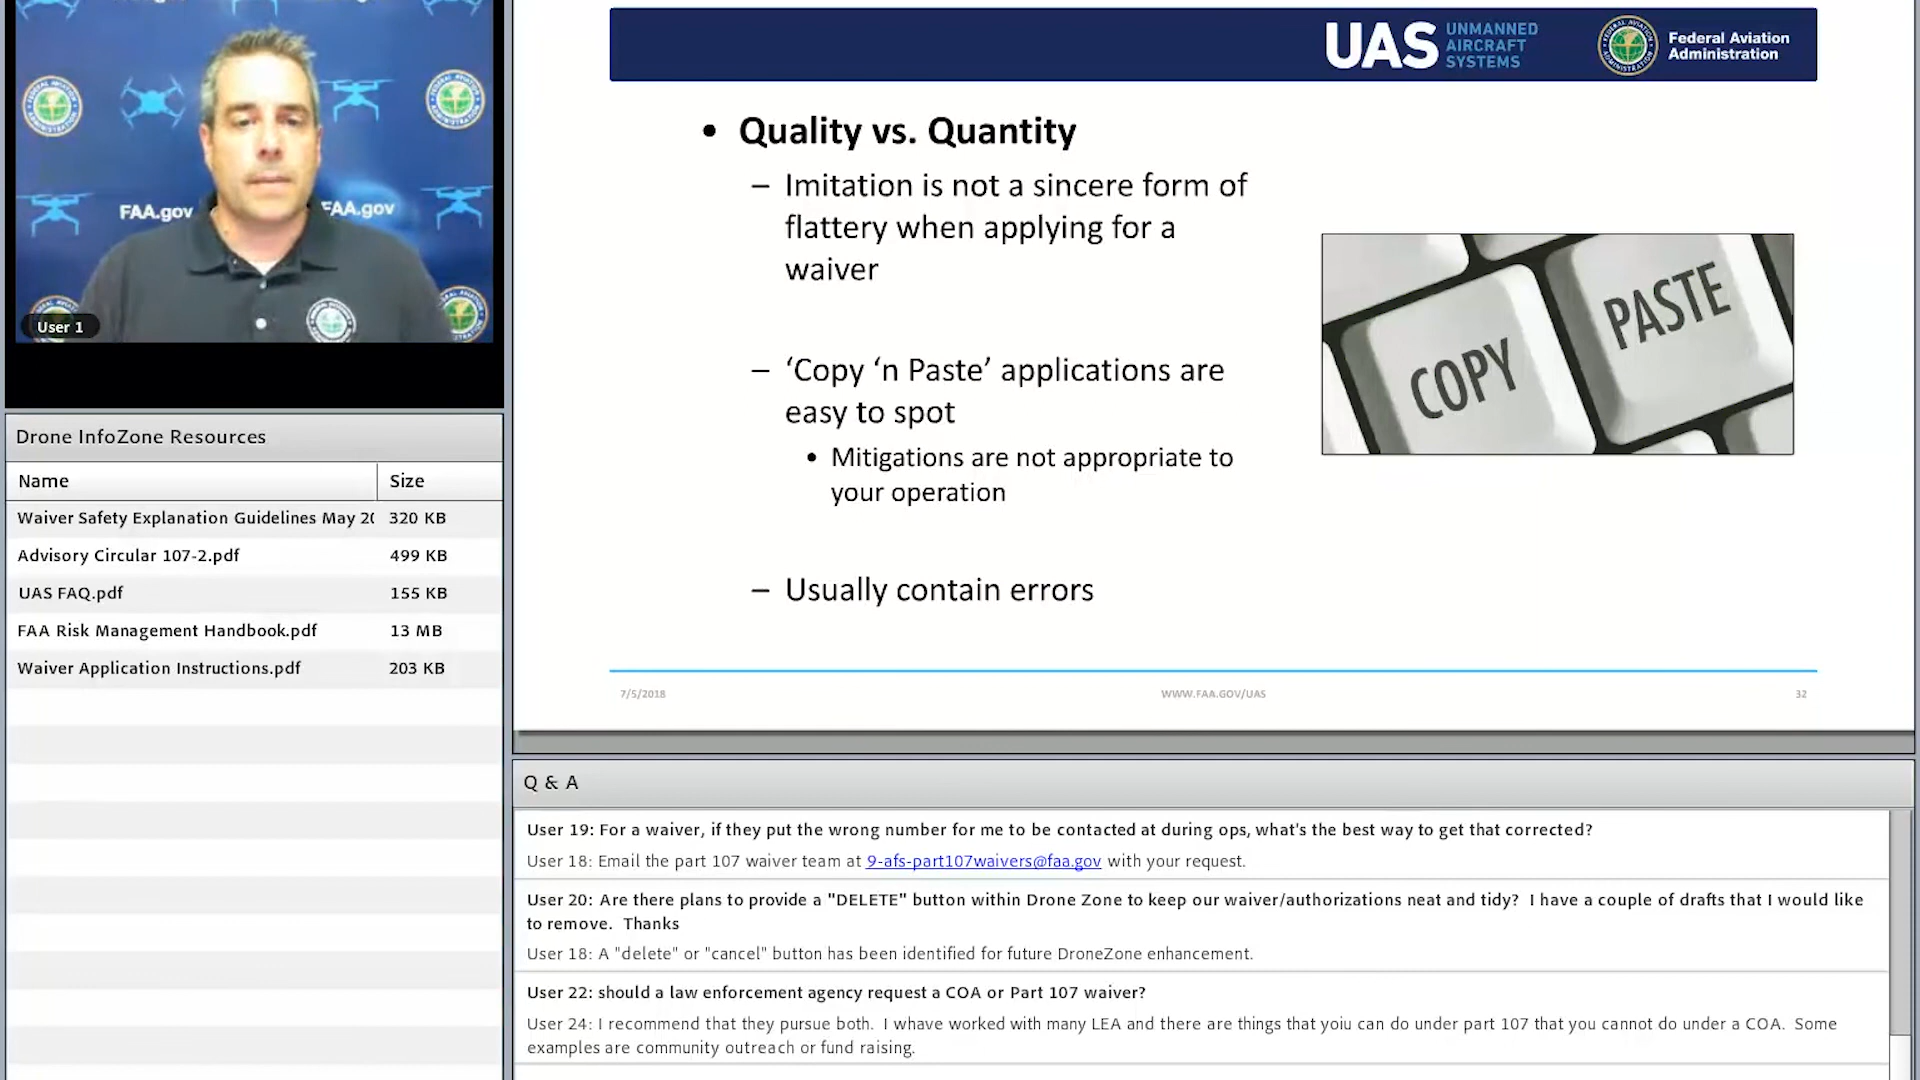 FAA.gov
FAA.gov
User 1
UAS
UNMANNED
AIRCRAFT
SYSTEMS
Federal Aviation
Administration
• Quality vs. Quantity
– Imitation is not a sincere form of
flattery when applying for a
waiver
– ‘Copy ‘n Paste’ applications are
easy to spot
• Mitigations are not appropriate to
your operation
– Usually contain errors
COPY
PASTE
7/5/2018
WWW.FAA.GOV/UAS
32
Drone InfoZone Resources
Name Size
Waiver Safety Explanation Guidelines May 320 KB
Advisory Circular 107-2.pdf 499 KB
UAS FAQ.pdf 155 KB
FAA Risk Management Handbook.pdf 13 MB
Waiver Application Instructions.pdf 203 KB
Q & A
User 19: For a waiver, if they put the wrong number for me to be contacted at during ops, what's the best way to get that corrected?
User 18: Email the part 107 waiver team at 9-afs-part107waivers@faa.gov with your request.
User 20: Are there plans to provide a "DELETE" button within Drone Zone to keep our waiver/authorizations neat and tidy? I have a couple of drafts that I would like
to remove. Thanks
User 18: A "delete" or "cancel" button has been identified for future DroneZone enhancement.
User 22: should a law enforcement agency request a COA or Part 107 waiver?
User 24: I recommend that they pursue both. I whave worked with many LEA and there are things that yoiu can do under part 107 that you cannot do under a COA. Some
examples are community outreach or fund raising.